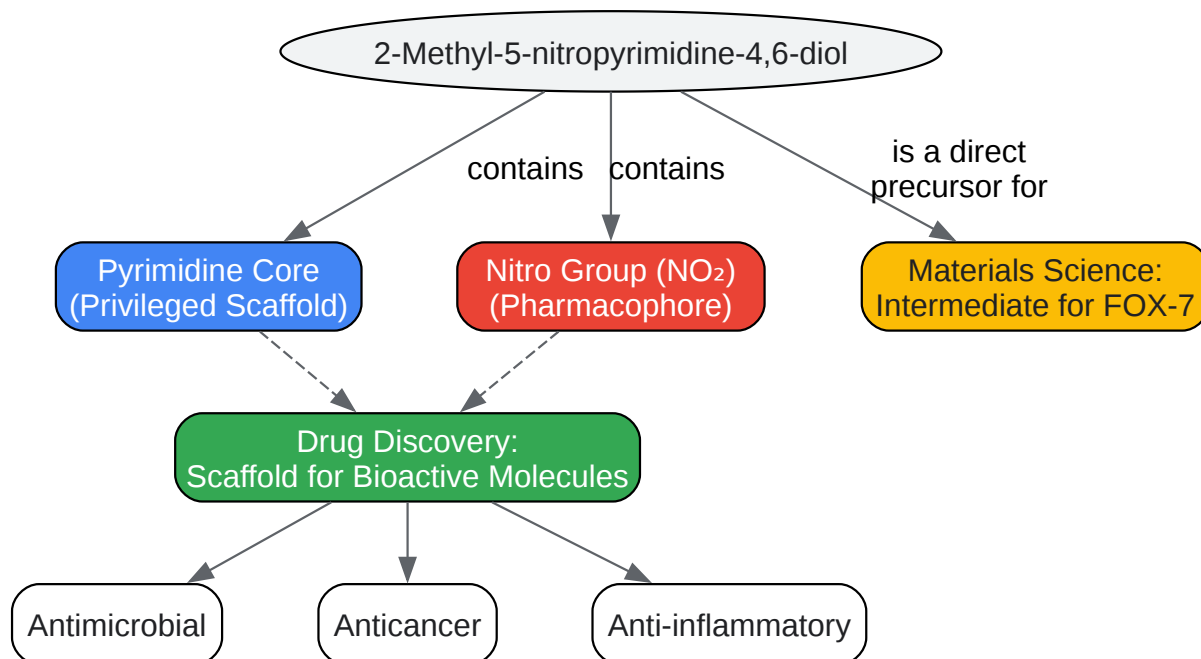 2-Methyl-5-nitropyrimidine-4,6-diol
contains
contains
is a direct
precursor for
Pyrimidine Core
(Privileged Scaffold)
Nitro Group (NO₂)
(Pharmacophore)
Materials Science:
Intermediate for FOX-7
Drug Discovery:
Scaffold for Bioactive Molecules
Antimicrobial
Anticancer
Anti-inflammatory